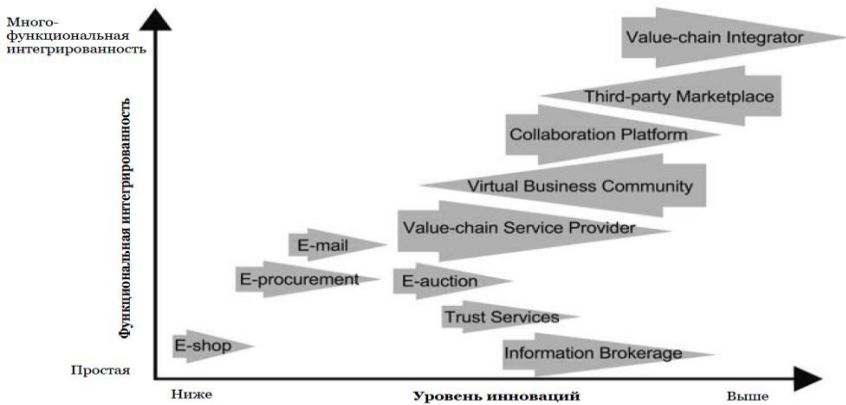 Много-
функциональная
интегрированность
Value-chain Integrator
Third-party Marketplace
Collaboration Platform
Virtual Business Community
Value-chain Service Provider
E-mail
E-procurement
E-auction
Trust Services
E-shop
Information Brokerage
Функциональная интегрированность
Простая
Ниже
Уровень инноваций
Выше